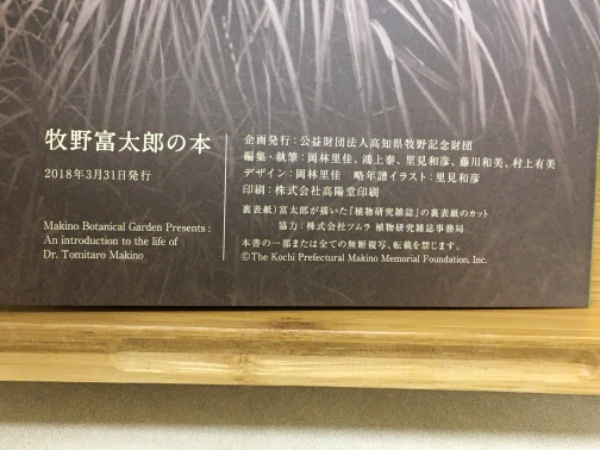 牧野富太郎の本
2018年3月31日発行
Makino Botanical Garden Presents :
An introduction to the life of
Dr. Tomitaro Makino
企画発行：公益財団法人高知県牧野記念財団
編集・執筆：岡林里佳、鴻上泰、里見和彦、藤川和美、村上有美
デザイン：岡林里佳　略年譜イラスト：里見和彦
印刷：株式会社高陽堂印刷
裏表紙）富太郎が描いた『植物研究雑誌』の裏表紙のカット
協力：株式会社ツムラ 植物研究雑誌事務局
本書の一部または全ての無断複写、転載を禁じます。
©The Kochi Prefectural Makino Memorial Foundation, Inc.